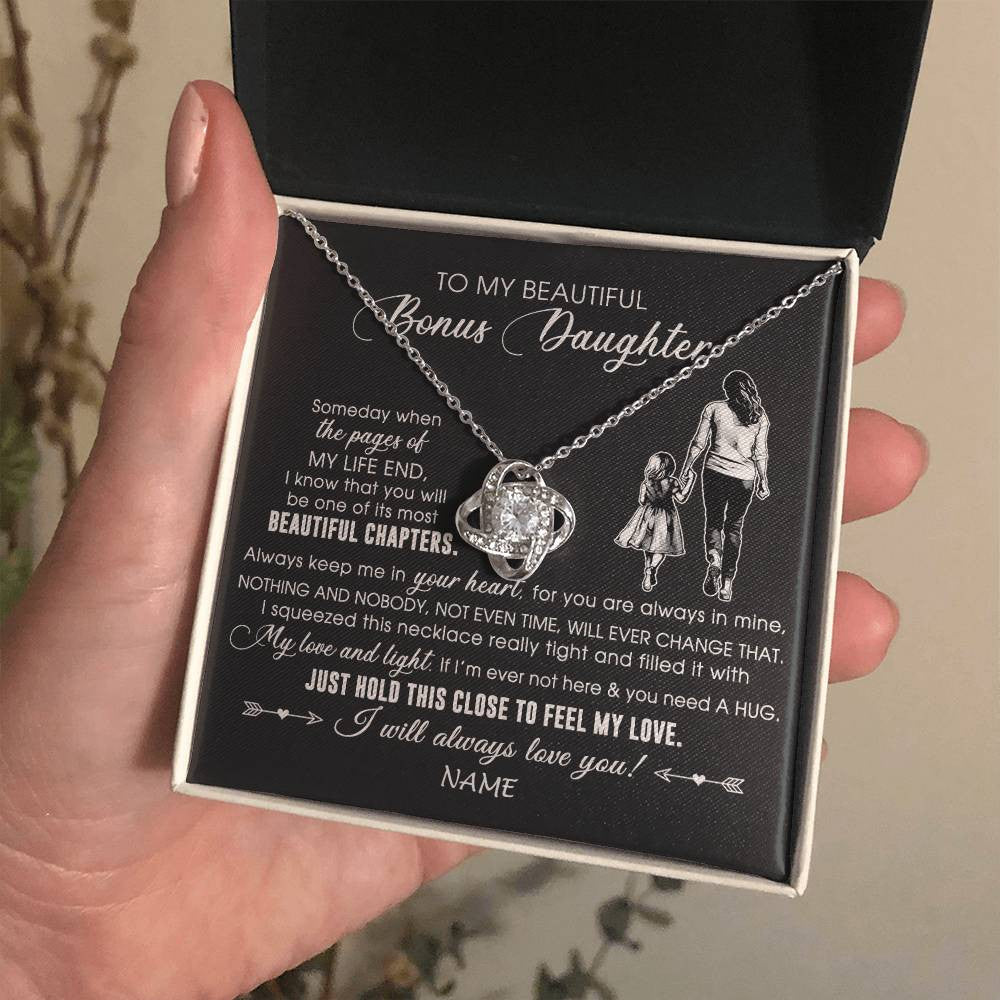 TO MY BEAUTIFUL
Bonus Daughter
Someday when
the pages of
MY LIFE END,
I know that you will
be one of its most
BEAUTIFUL CHAPTERS.
Always keep me in your heart, for you are always in mine,
NOTHING AND NOBODY, NOT EVEN TIME, WILL EVER CHANGE THAT.
I squeezed this necklace really tight and filled it with
My love and light. If I'm ever not here & you need A HUG.
JUST HOLD THIS CLOSE TO FEEL MY LOVE.
I will always love you!
NAME